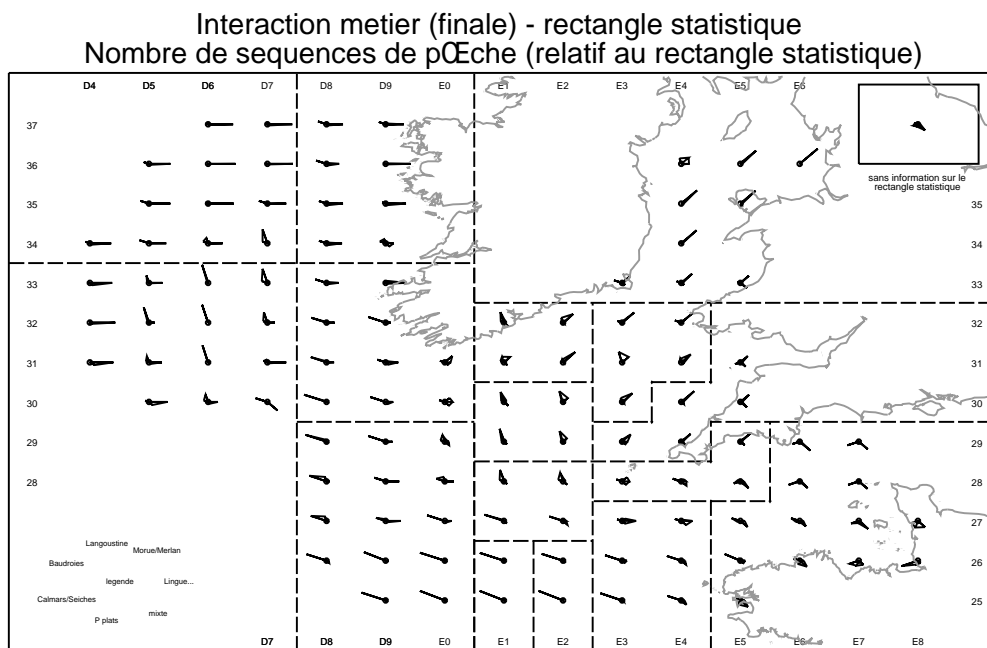 Interaction metier (finale) - rectangle statistique
Nombre de sequences de pŒche (relatif au rectangle statistique)
D4 D5 D6 D7 D8 D9 E0 E1 E2 E3 E4 E5 E6
37
36
sans information sur le
rectangle statistique
35 35
34 34
33 33
32 32
31 31
30 30
29 29
28 28
27
Langoustine
Morue/Merlan
Baudroies 26
legende Lingue...
Calmars/Seiches 25
mixte
P plats
D7 D8 D9 E0 E1 E2 E3 E4 E5 E6 E7 E8